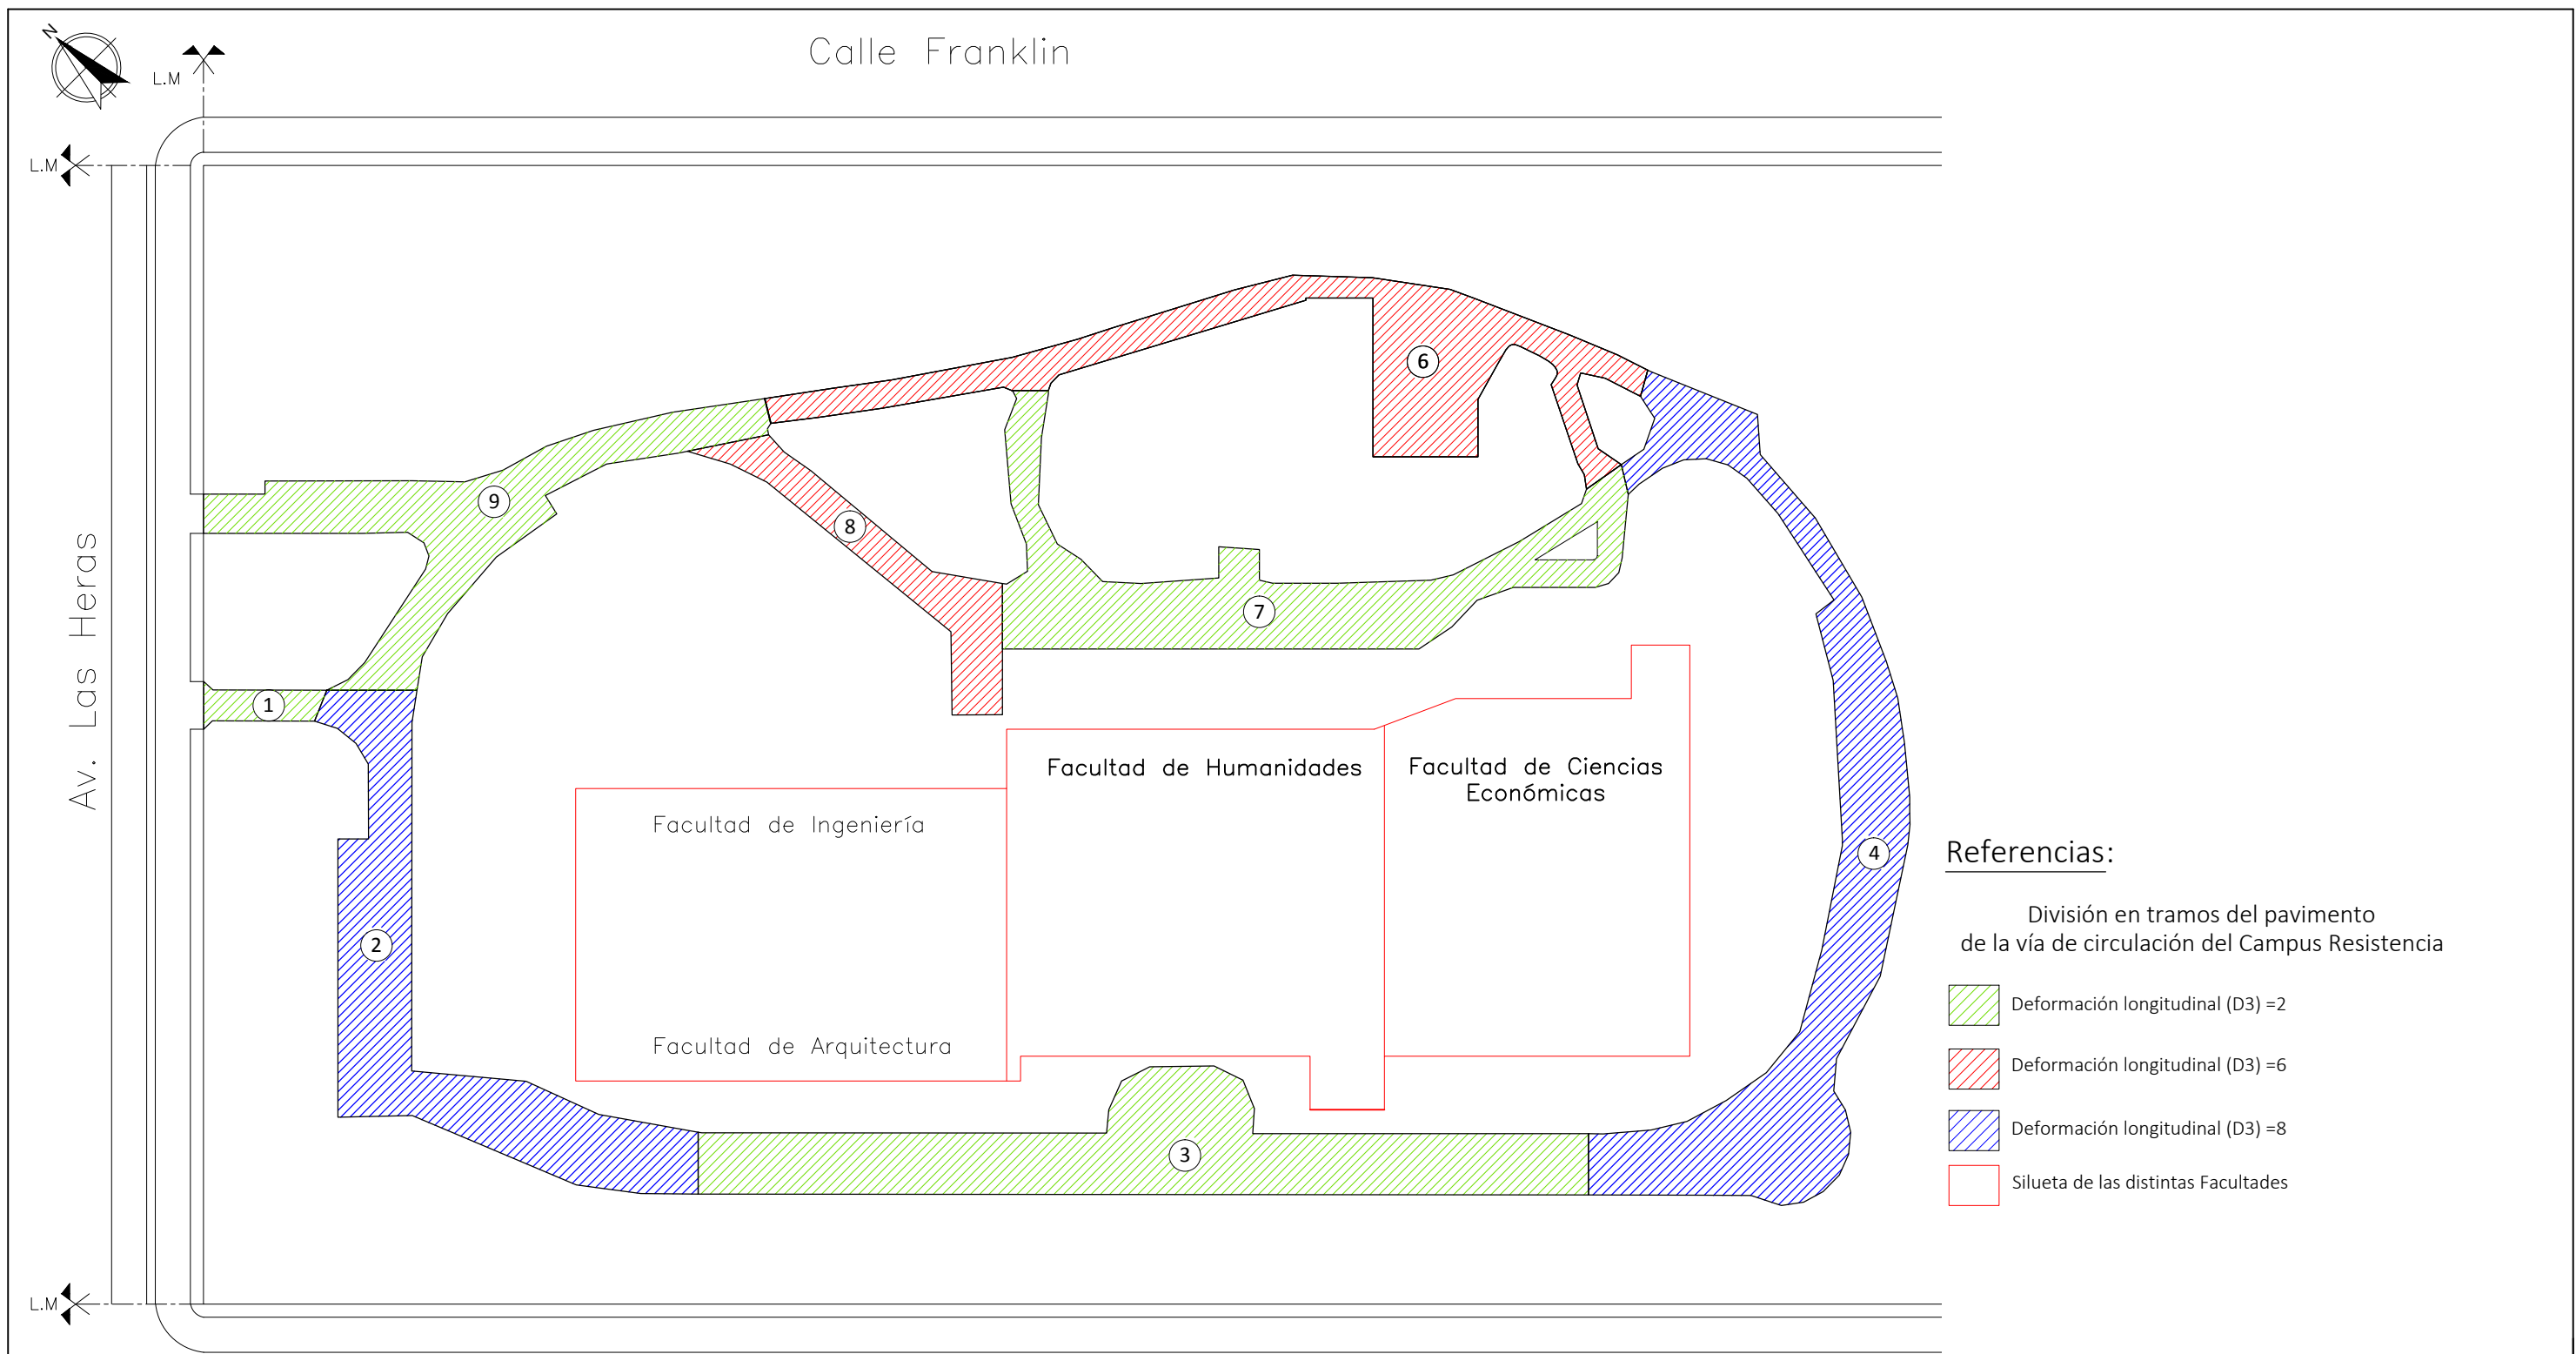 N
L.M
Calle Franklin
L.M
6
9
8
7
Av. Las Heras
1
Facultad de Humanidades
Facultad de Ciencias
Económicas
Facultad de Ingeniería
4
Referencias:
División en tramos del pavimento
de la vía de circulación del Campus Resistencia
2
Deformación longitudinal (D3) =2
Facultad de Arquitectura
Deformación longitudinal (D3) =6
Deformación longitudinal (D3) =8
3
Silueta de las distintas Facultades
L.M